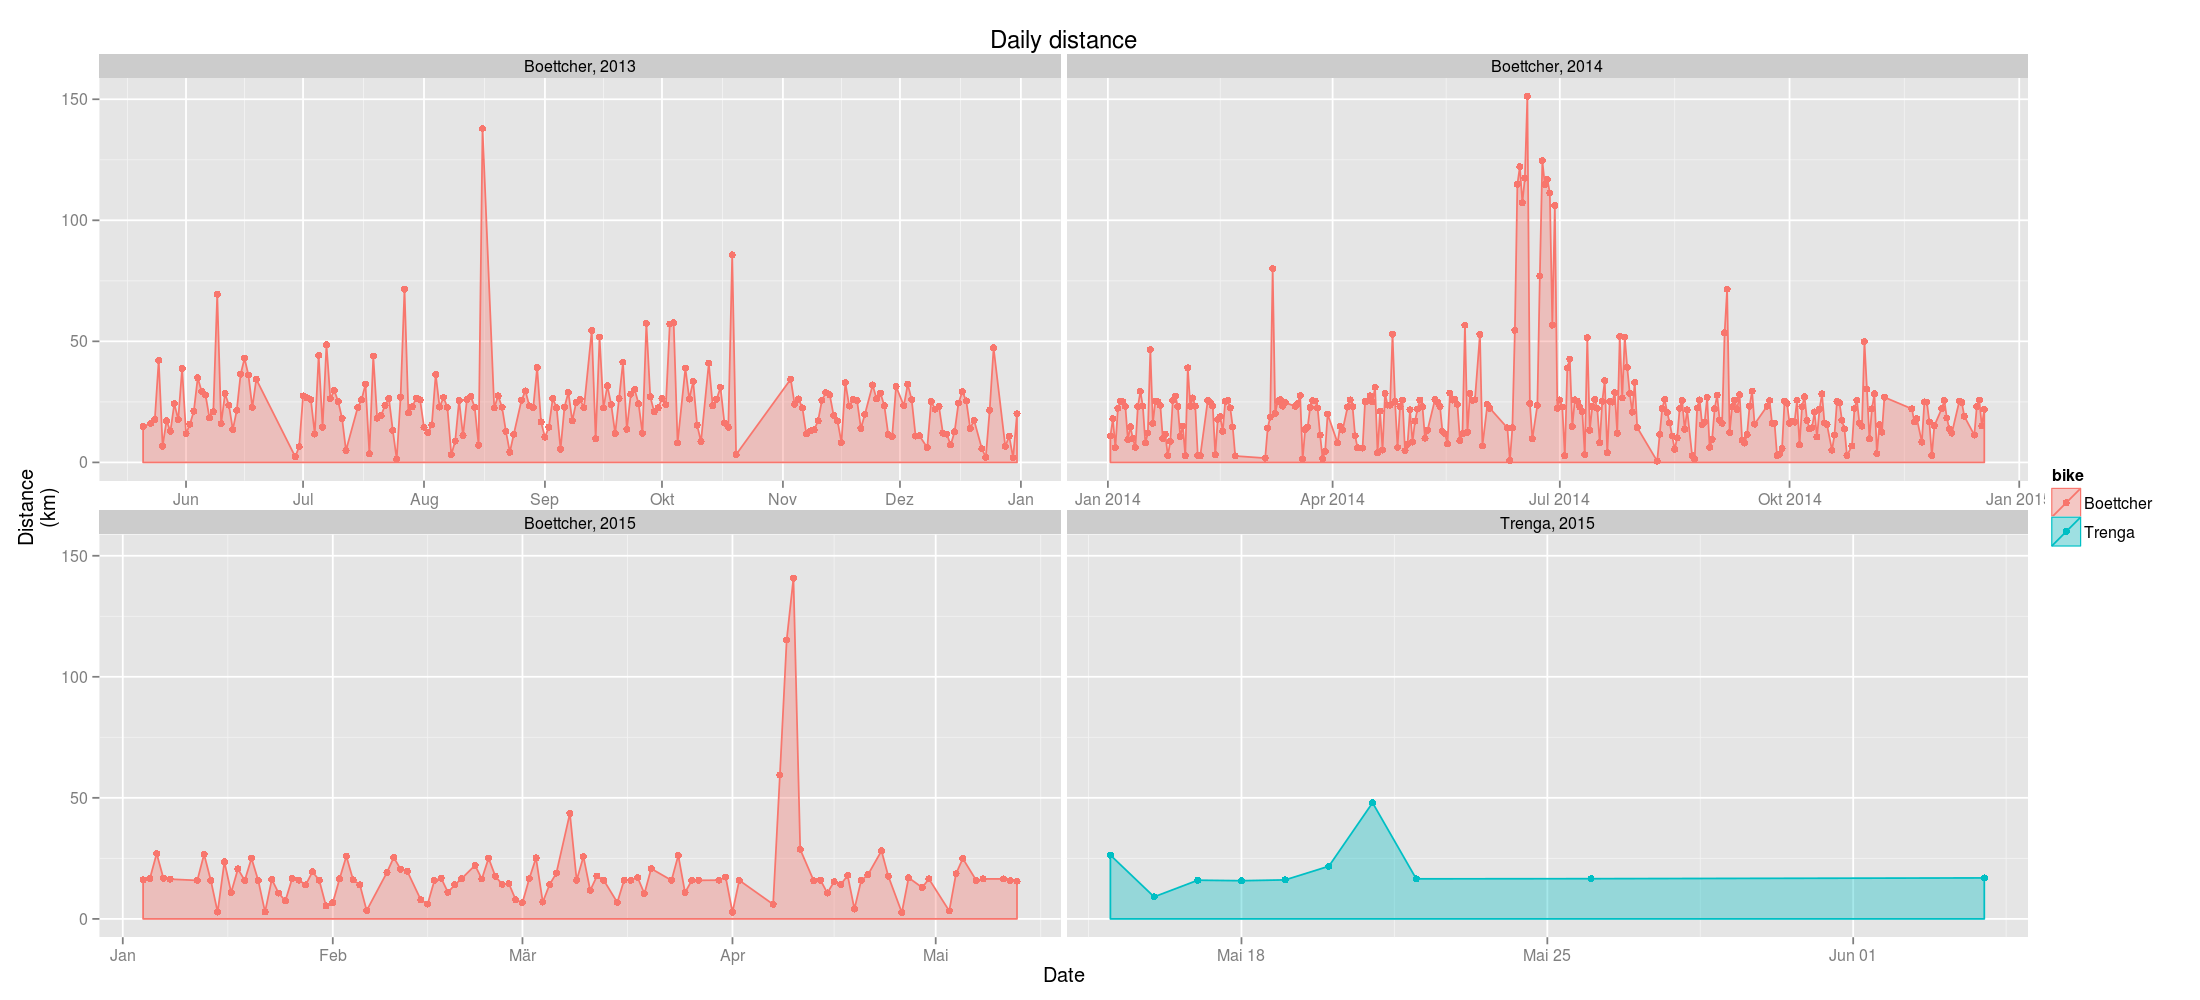 Daily distance
Boettcher, 2013
Boettcher, 2014
150
100
50
0
Jun Jul Aug Sep Okt Nov Dez Jan
Jan 2014 Apr 2014 Jul 2014 Okt 2014 Jan 201
Boettcher, 2015
Trenga, 2015
150
100
50
0
Jan Feb Mär Apr Mai
Mai 18 Mai 25 Jun 01
Distance
(km)
Date
bike
Boettcher
Trenga